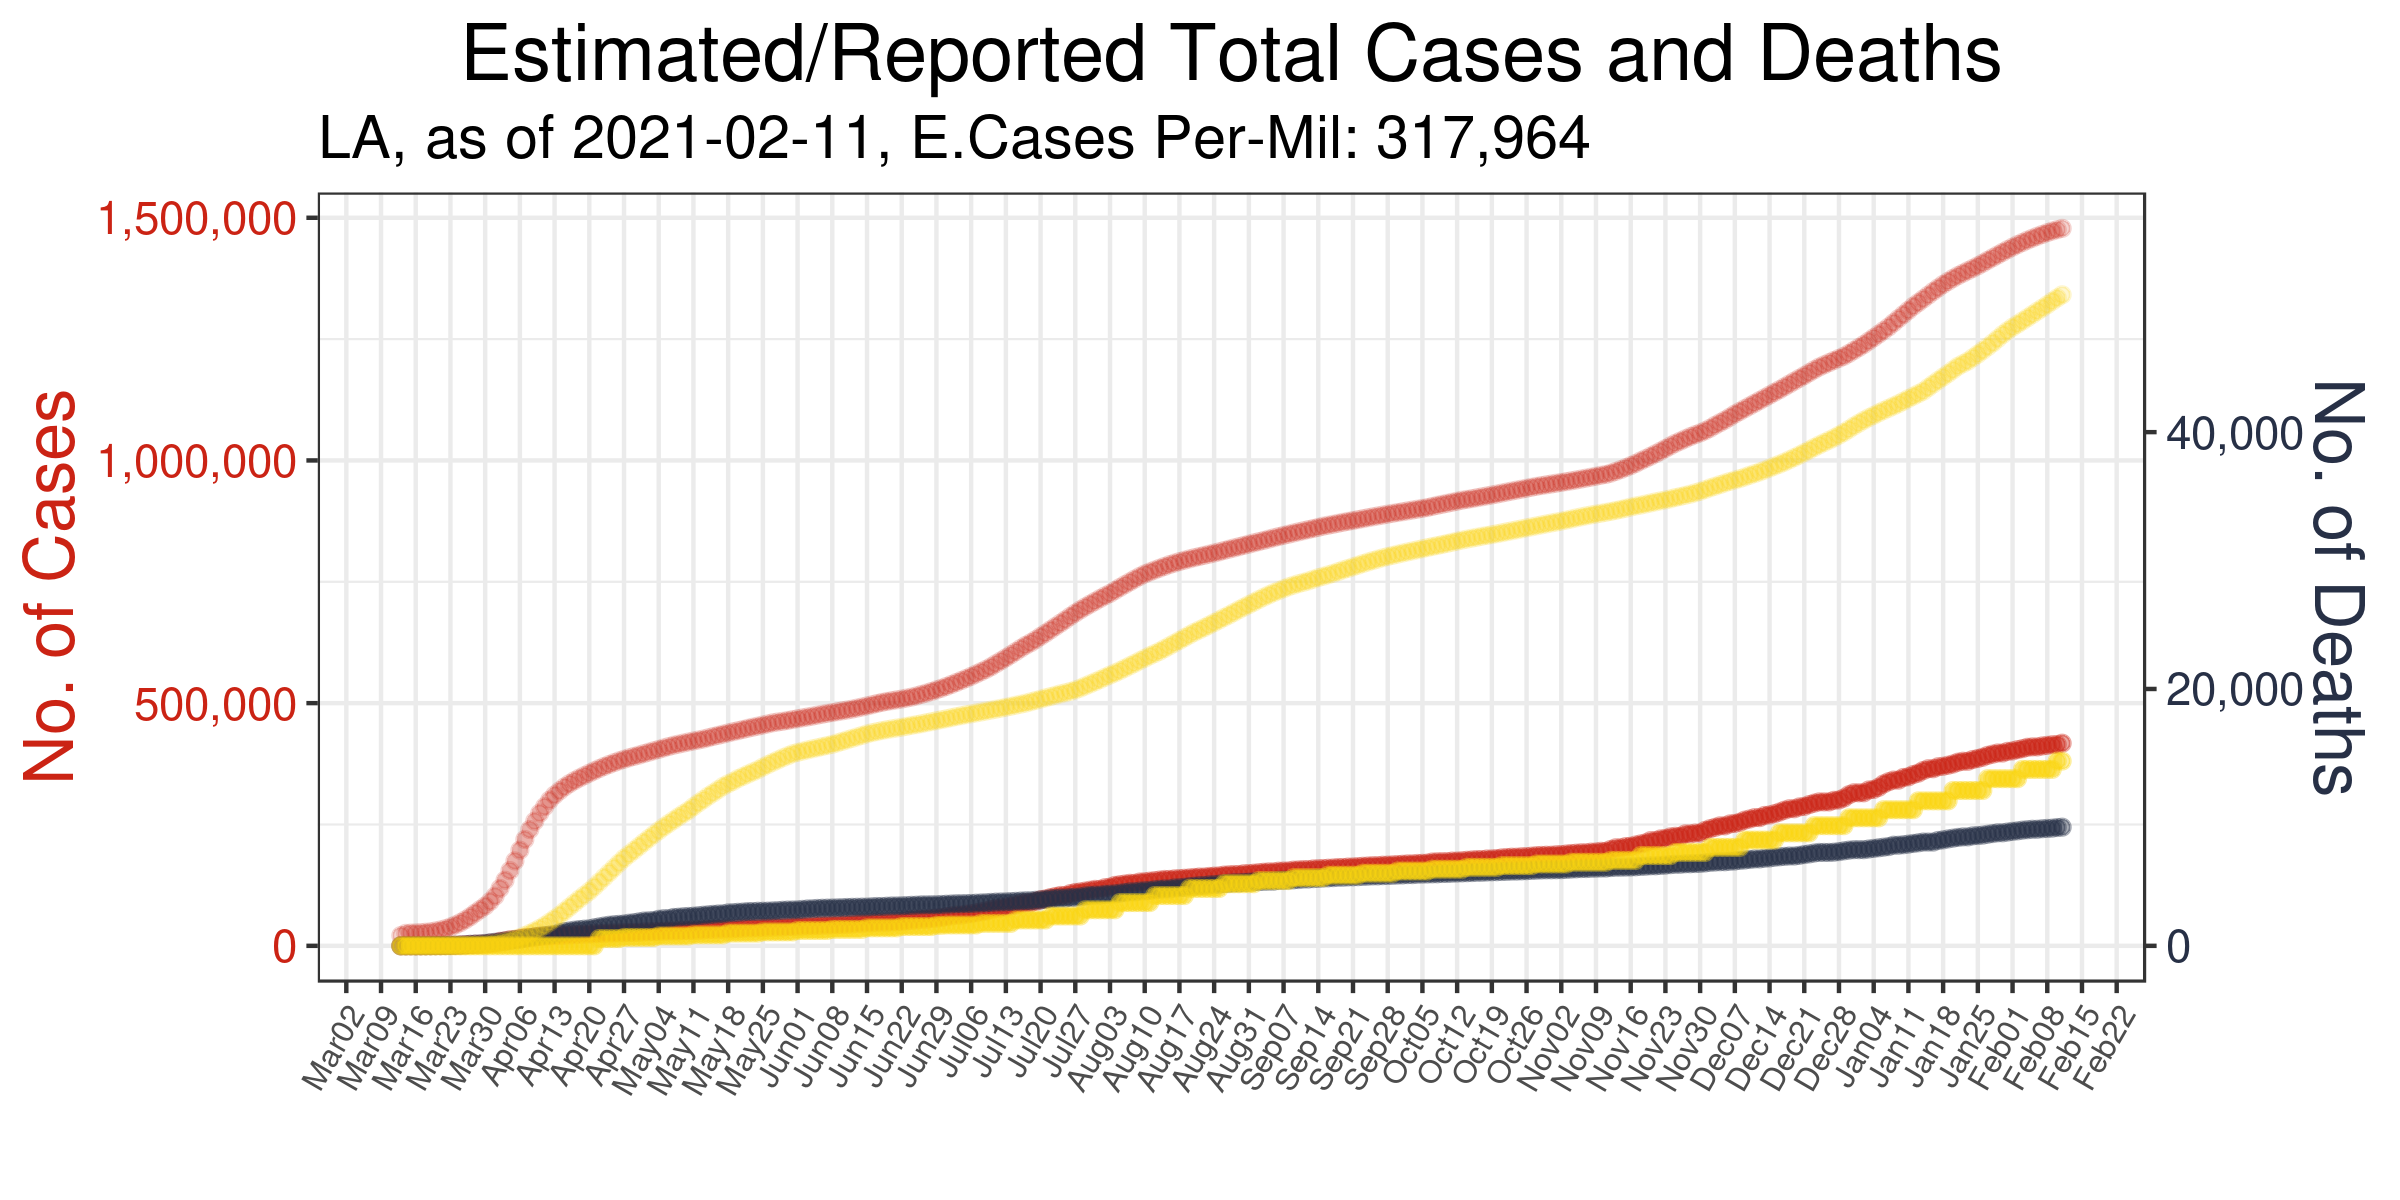 Estimated/Reported Total Cases and Deaths
LA, as of 2021-02-11, E.Cases Per-Mil: 317,964
No. of Cases
1,500,000
1,000,000
500,000
0
40,000
20,000
0
No. of Deaths
Mar02
Mar09
Mar16
Mar23
Mar30
Apr06
Apr13
Apr20
Apr27
May04
May11
May18
May25
Jun01
Jun08
Jun15
Jun22
Jun29
Jul06
Jul13
Jul20
Jul27
Aug03
Aug10
Aug17
Aug24
Aug31
Sep07
Sep14
Sep21
Sep28
Oct05
Oct12
Oct19
Oct26
Nov02
Nov09
Nov16
Nov23
Nov30
Dec07
Dec14
Dec21
Dec28
Jan04
Jan11
Jan18
Jan25
Feb01
Feb08
Feb15
Feb22